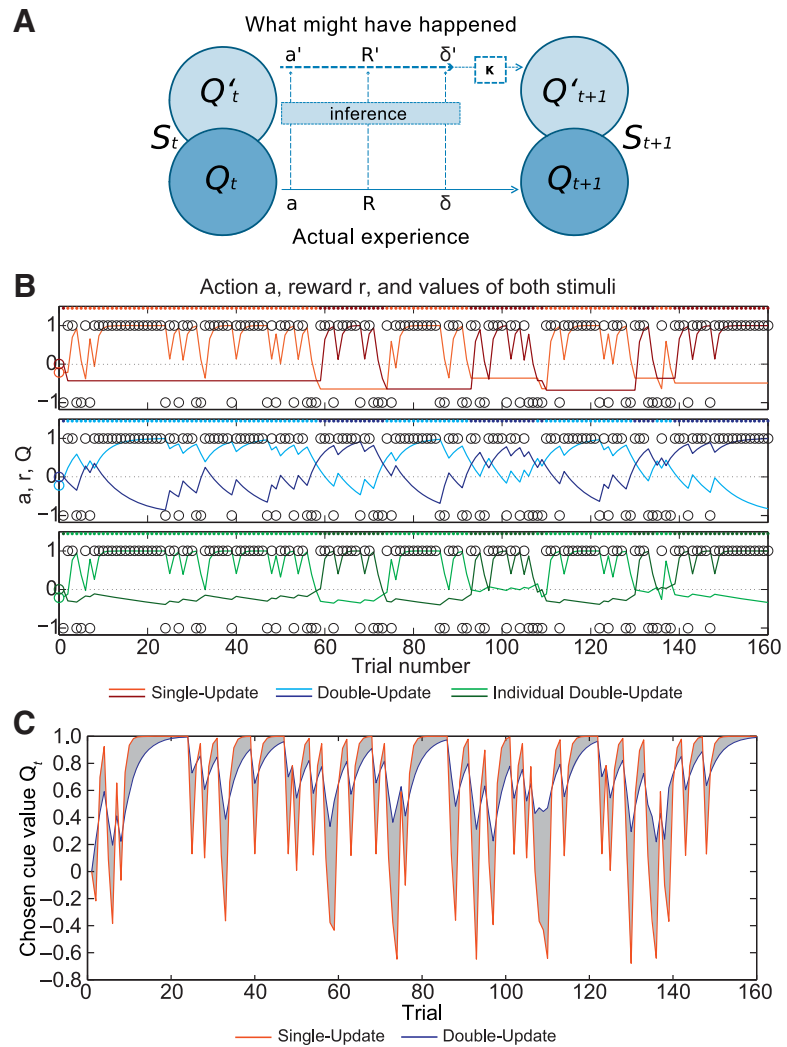 A
What might have happened
a' R' δ'
κ
Q't
Q't+1
inference
St
St+1
Qt
Qt+1
a R δ
Actual experience
B
Action a, reward r, and values of both stimuli
1
0
−1
1
0
−1
1
0
−1
a, r, Q
0 20 40 60 80 100 120 140 160
Trial number
Single-Update Double-Update Individual Double-Update
C
1.0
0.8
0.6
0.4
0.2
0
−0.2
−0.4
−0.6
−0.8
Chosen cue value Qt
0 20 40 60 80 100 120 140 160
Trial
Single-Update Double-Update